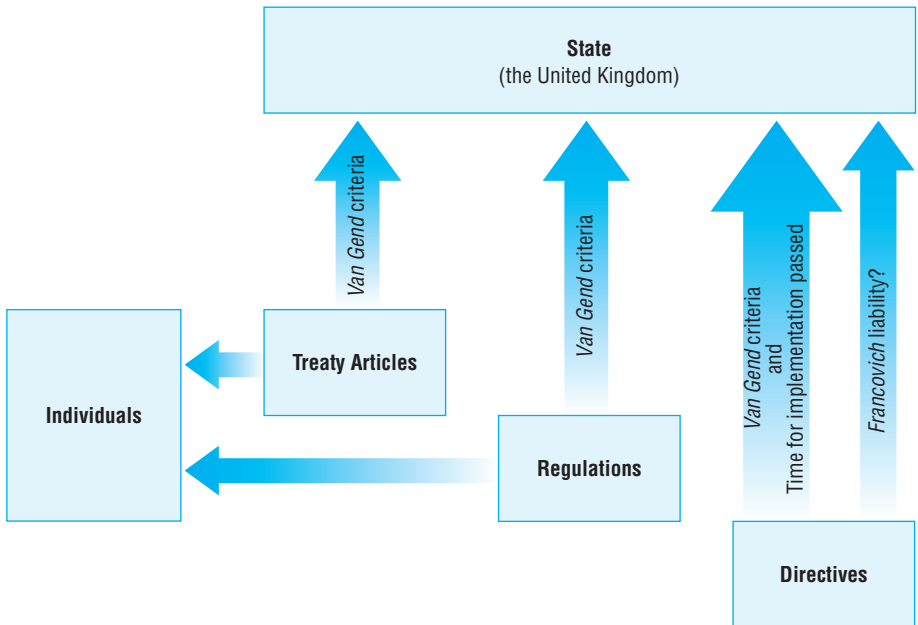 State
(the United Kingdom)
Van Gend criteria
Van Gend criteria
Van Gend criteria
and
Time for implementation passed
Francovich liability?
Individuals
Treaty Articles
Regulations
Directives